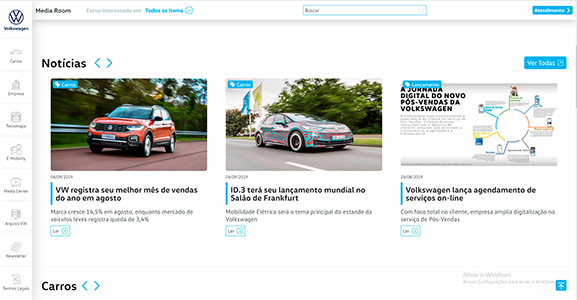 Volkswagen
Media Room
Estou interessado em
Todos os itens
Buscar
Atendimento
Carros
Empresa
Tecnologia
E-Mobility
Media Center
Arquivo VW
Newsletter
Termos Legais
Notícias
Ver Todas
Carros
06/09/2019
VW registra seu melhor mês de vendas
do ano em agosto
Marca cresce 14,5% em agosto, enquanto mercado de
veículos leves registra queda de 3,4%
Ler
Carros
06/09/2019
ID.3 terá seu lançamento mundial no
Salão de Frankfurt
Mobilidade Elétrica será o tema principal do estande da
Volkswagen
Ler
Lançamento
A JORNADA
DIGITAL DO NOVO
PÓS-VENDAS DA
VOLKSWAGEN
26/08/2019
Volkswagen lança agendamento de
serviços on-line
Com foco total no cliente, empresa amplia digitalização no
serviço de Pós-Vendas
Ler
Carros
Ativar o Windows
Acesse Configurações para ativar o Windows